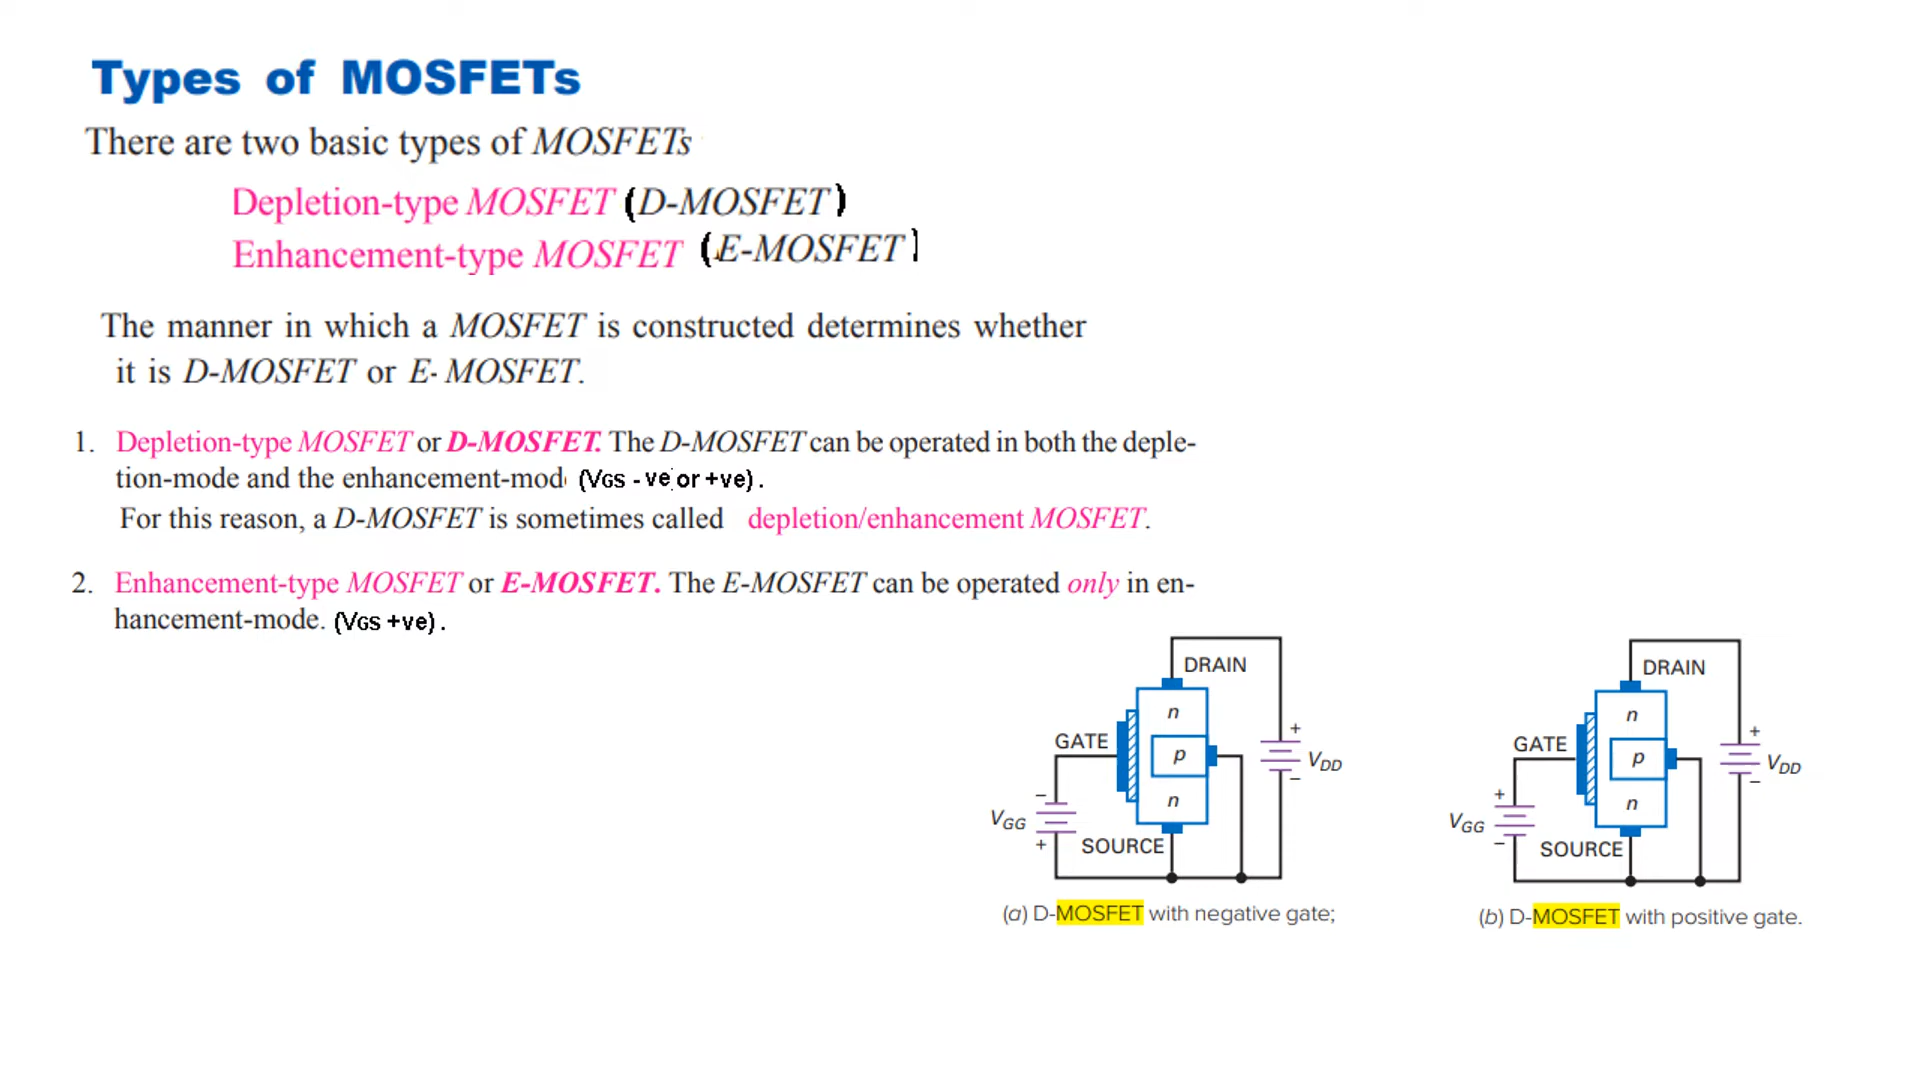 Types of MOSFETs
There are two basic types of MOSFETs
Depletion-type MOSFET (D-MOSFET)
Enhancement-type MOSFET (E-MOSFET)
The manner in which a MOSFET is constructed determines whether
it is D-MOSFET or E- MOSFET.
1. Depletion-type MOSFET or D-MOSFET. The D-MOSFET can be operated in both the deple-
tion-mode and the enhancement-mod (VGS - ve or +ve) .
For this reason, a D-MOSFET is sometimes called depletion/enhancement MOSFET.
2. Enhancement-type MOSFET or E-MOSFET. The E-MOSFET can be operated only in en-
hancement-mode. (VGS +ve) .
DRAIN
n
GATE
p
+
VDD
−
n
−
VGG
+
SOURCE
(a) D-MOSFET with negative gate;
DRAIN
n
GATE
p
+
VDD
−
n
+
VGG
−
SOURCE
(b) D-MOSFET with positive gate.